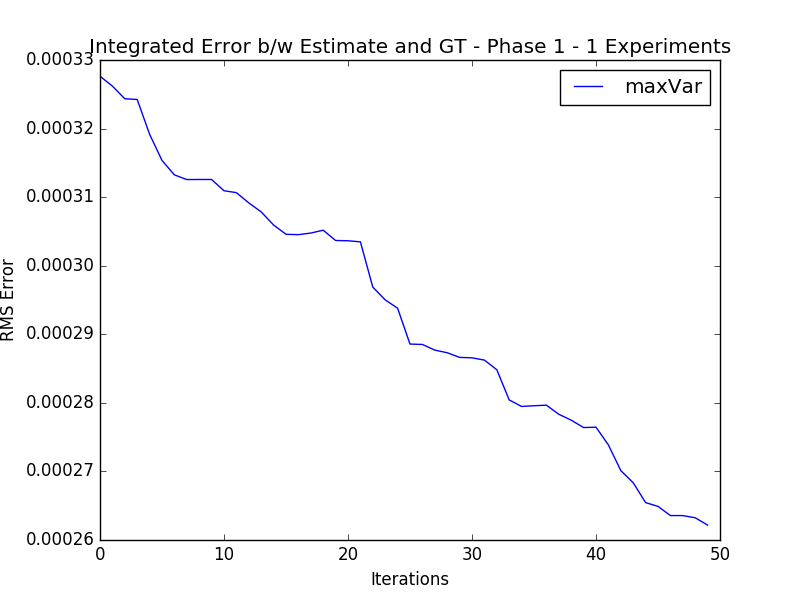 Integrated Error b/w Estimate and GT - Phase 1 - 1 Experiments
maxVar
0.00033
0.00032
0.00031
0.00030
0.00029
0.00028
0.00027
0.00026
RMS Error
0 10 20 30 40 50
Iterations